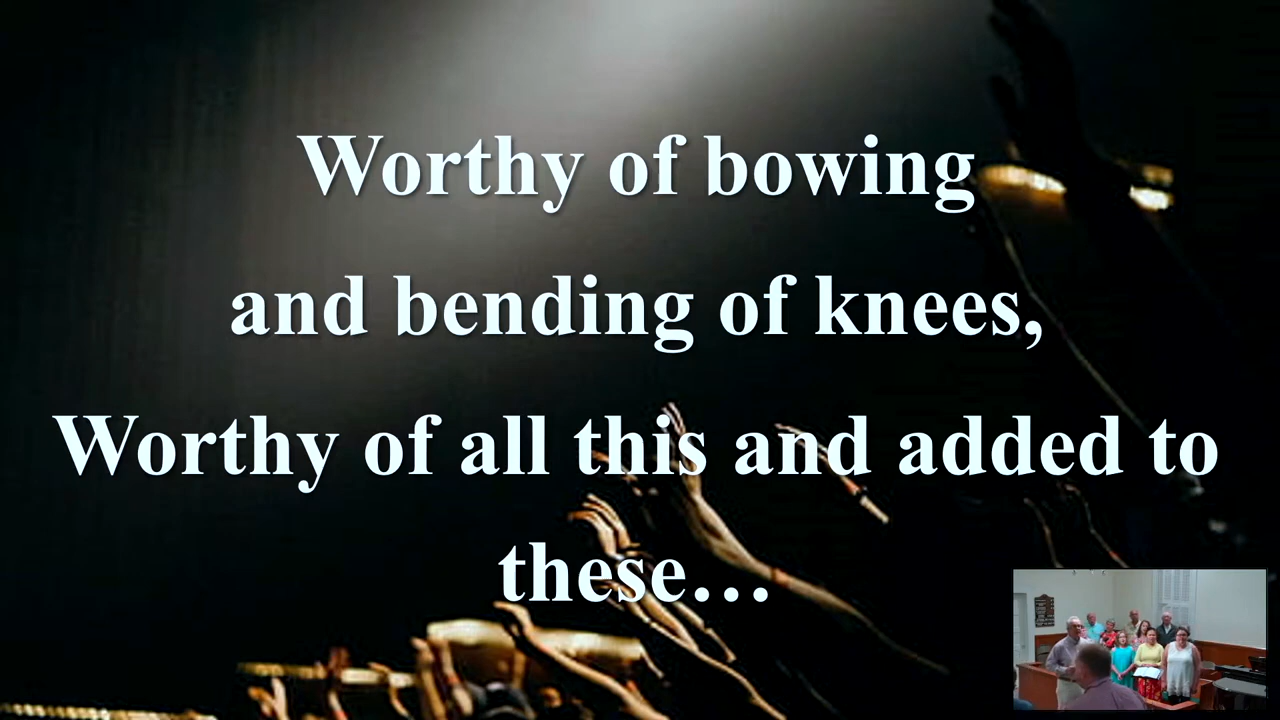 Worthy of bowing
and bending of knees,
Worthy of all this and added to
these…